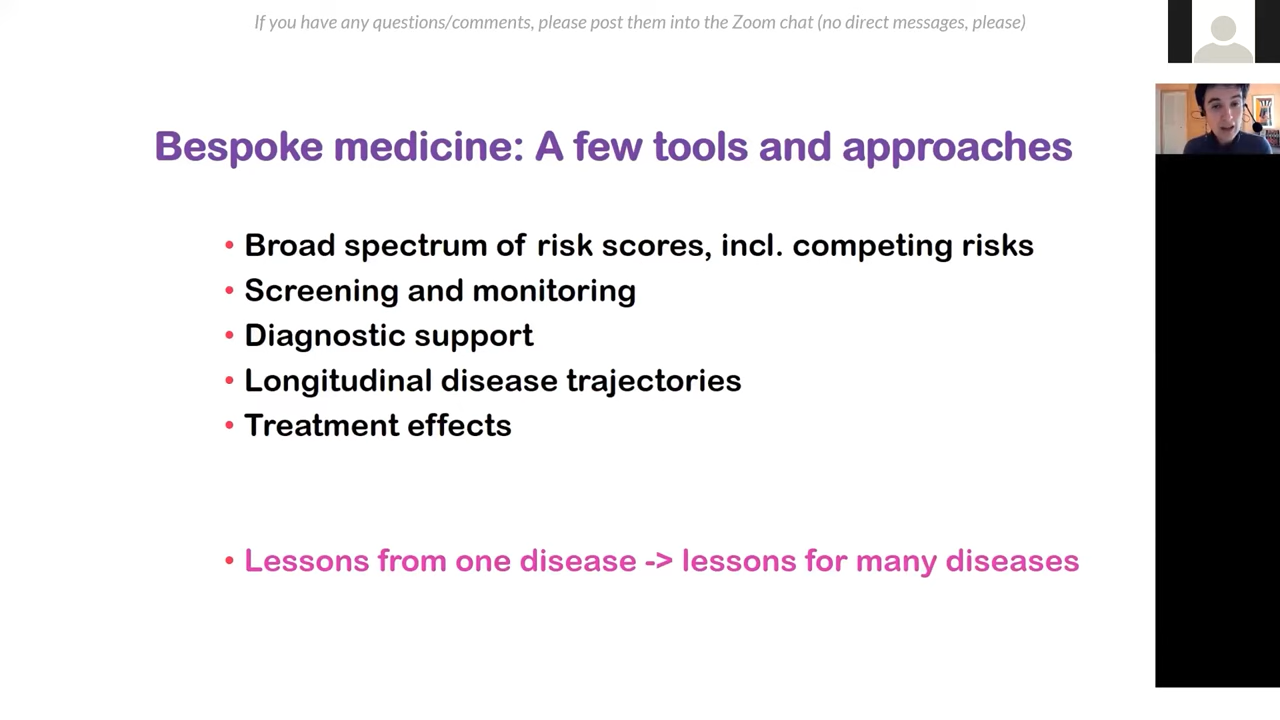 If you have any questions/comments, please post them into the Zoom chat (no direct messages, please)
Bespoke medicine: A few tools and approaches
• Broad spectrum of risk scores, incl. competing risks
• Screening and monitoring
• Diagnostic support
• Longitudinal disease trajectories
• Treatment effects
• Lessons from one disease -> lessons for many diseases